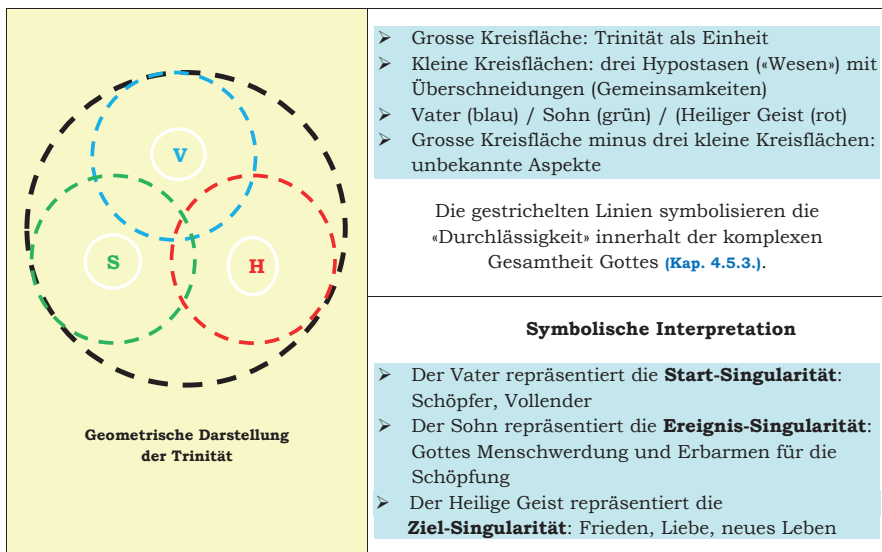 V
S
H
Geometrische Darstellung
der Trinität
➢ Grosse Kreisfläche: Trinität als Einheit
➢ Kleine Kreisflächen: drei Hypostasen («Wesen») mit
Überschneidungen (Gemeinsamkeiten)
➢ Vater (blau) / Sohn (grün) / (Heiliger Geist (rot)
➢ Grosse Kreisfläche minus drei kleine Kreisflächen:
unbekannte Aspekte
Die gestrichelten Linien symbolisieren die
«Durchlässigkeit» innerhalt der komplexen
Gesamtheit Gottes (Kap. 4.5.3.).
Symbolische Interpretation
➢ Der Vater repräsentiert die Start-Singularität:
Schöpfer, Vollender
➢ Der Sohn repräsentiert die Ereignis-Singularität:
Gottes Menschwerdung und Erbarmen für die
Schöpfung
➢ Der Heilige Geist repräsentiert die
Ziel-Singularität: Frieden, Liebe, neues Leben